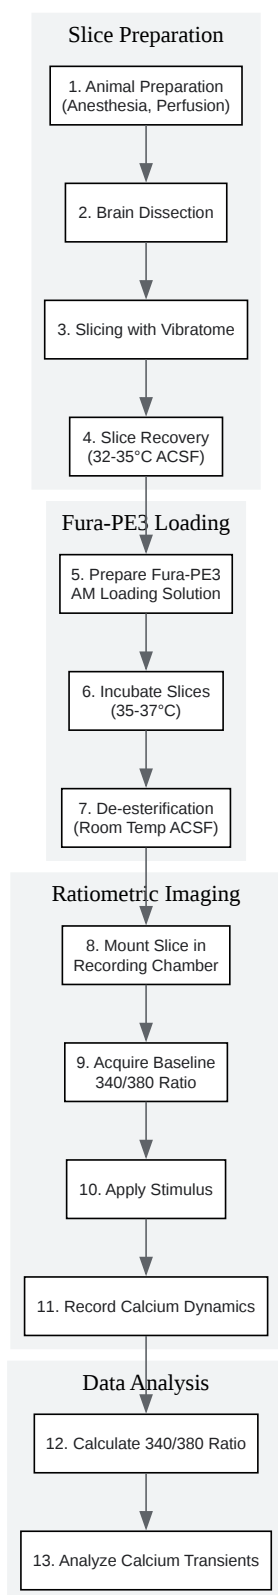 Slice Preparation
1. Animal Preparation
(Anesthesia, Perfusion)
2. Brain Dissection
3. Slicing with Vibratome
4. Slice Recovery
(32-35°C ACSF)
Fura-PE3 Loading
5. Prepare Fura-PE3
AM Loading Solution
6. Incubate Slices
(35-37°C)
7. De-esterification
(Room Temp ACSF)
Ratiometric Imaging
8. Mount Slice in
Recording Chamber
9. Acquire Baseline
340/380 Ratio
10. Apply Stimulus
11. Record Calcium Dynamics
Data Analysis
12. Calculate 340/380 Ratio
13. Analyze Calcium Transients